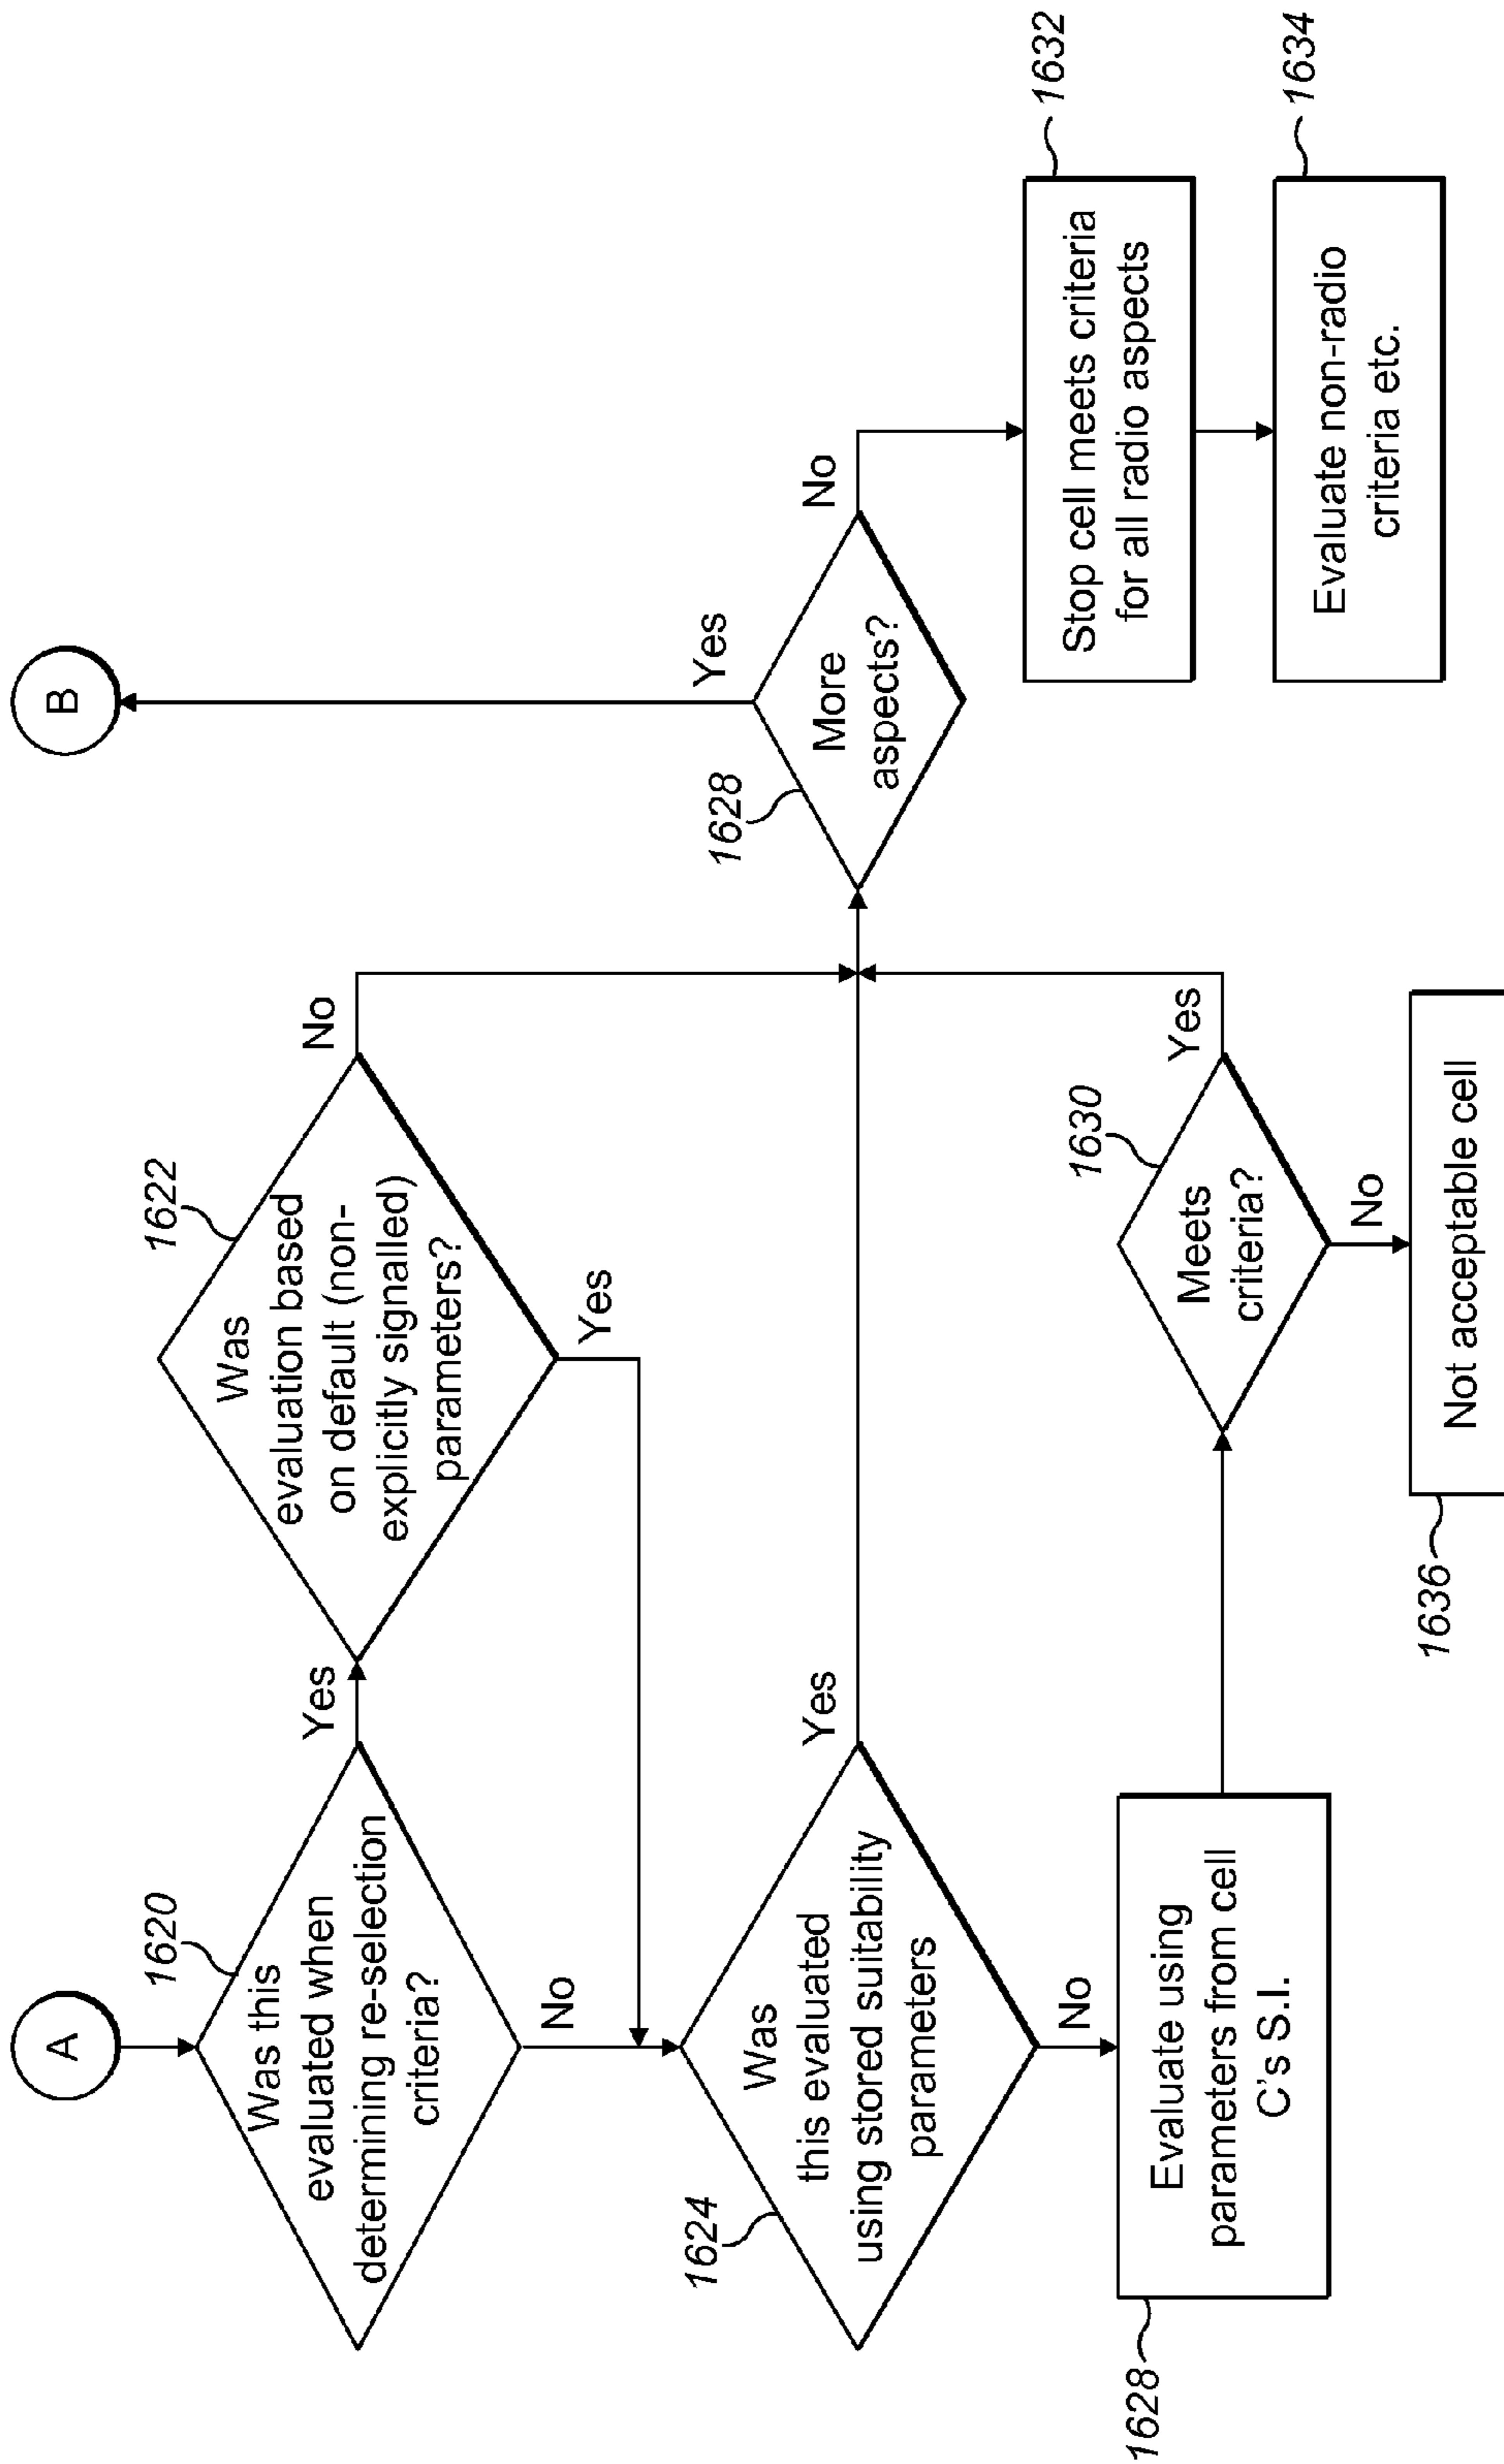 A
1620
Was this
evaluated when
determining re-selection
criteria?
Yes
No
1622
Was
evaluation based
on default (non-
explicitly signalled)
parameters?
No
Yes
1624
Was
this evaluated
using stored suitability
parameters
Yes
No
1628
Evaluate using
parameters from cell
C's S.I.
1630
Meets
criteria?
Yes
No
1636
Not acceptable cell
B
1628
More
aspects?
Yes
No
1632
Stop cell meets criteria
for all radio aspects
1634
Evaluate non-radio
criteria etc.